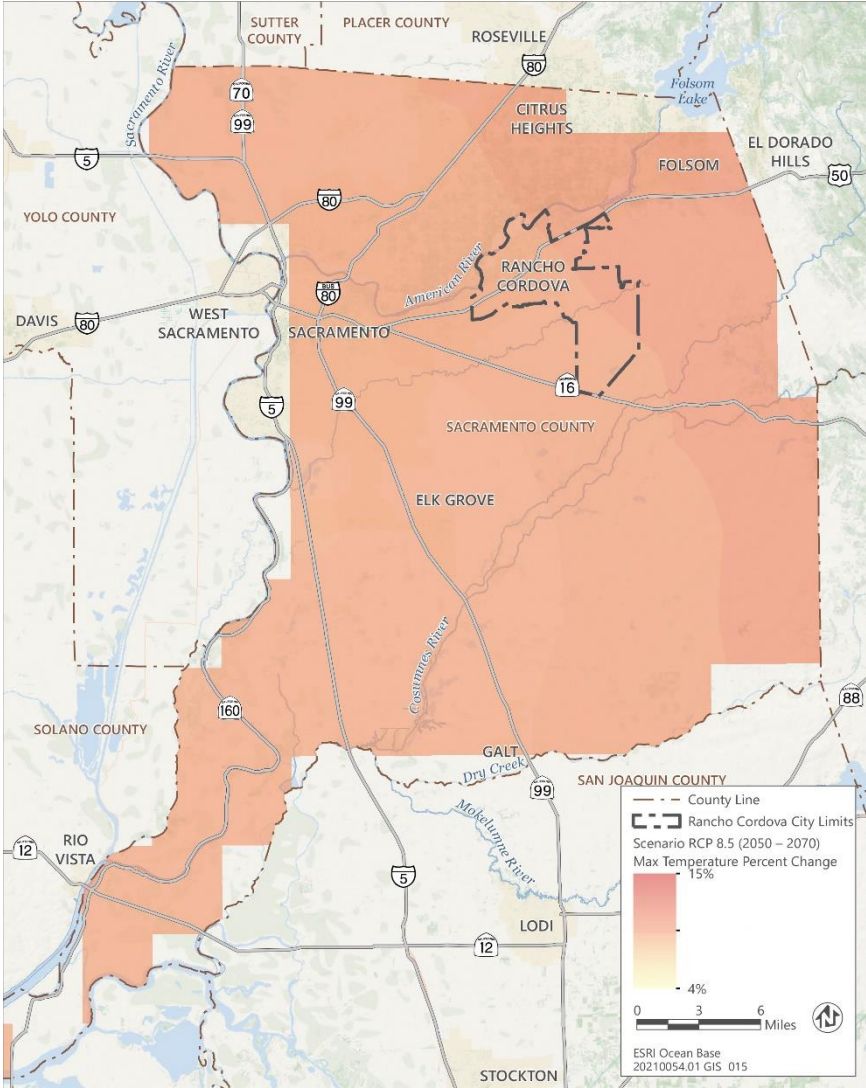 SUTTER
COUNTY
PLACER COUNTY
ROSEVILLE
80
Sacramento River
70
99
Folsom
Lake
CITRUS
HEIGHTS
5
EL DORADO
HILLS
FOLSOM
50
80
YOLO COUNTY
American River
RANCHO
CORDOVA
BUS
80
DAVIS
80
WEST
SACRAMENTO
SACRAMENTO
16
5
99
SACRAMENTO COUNTY
ELK GROVE
Cosumnes River
160
88
SOLANO COUNTY
GALT
Dry Creek
99
SAN JOAQUIN COUNTY
Mokelumne River
RIO
VISTA
12
5
LODI
12
STOCKTON
County Line
Rancho Cordova City Limits
Scenario RCP 8.5 (2050 – 2070)
Max Temperature Percent Change
15%
4%
0 3 6
Miles
N
ESRI Ocean Base
20210054.01 GIS 015